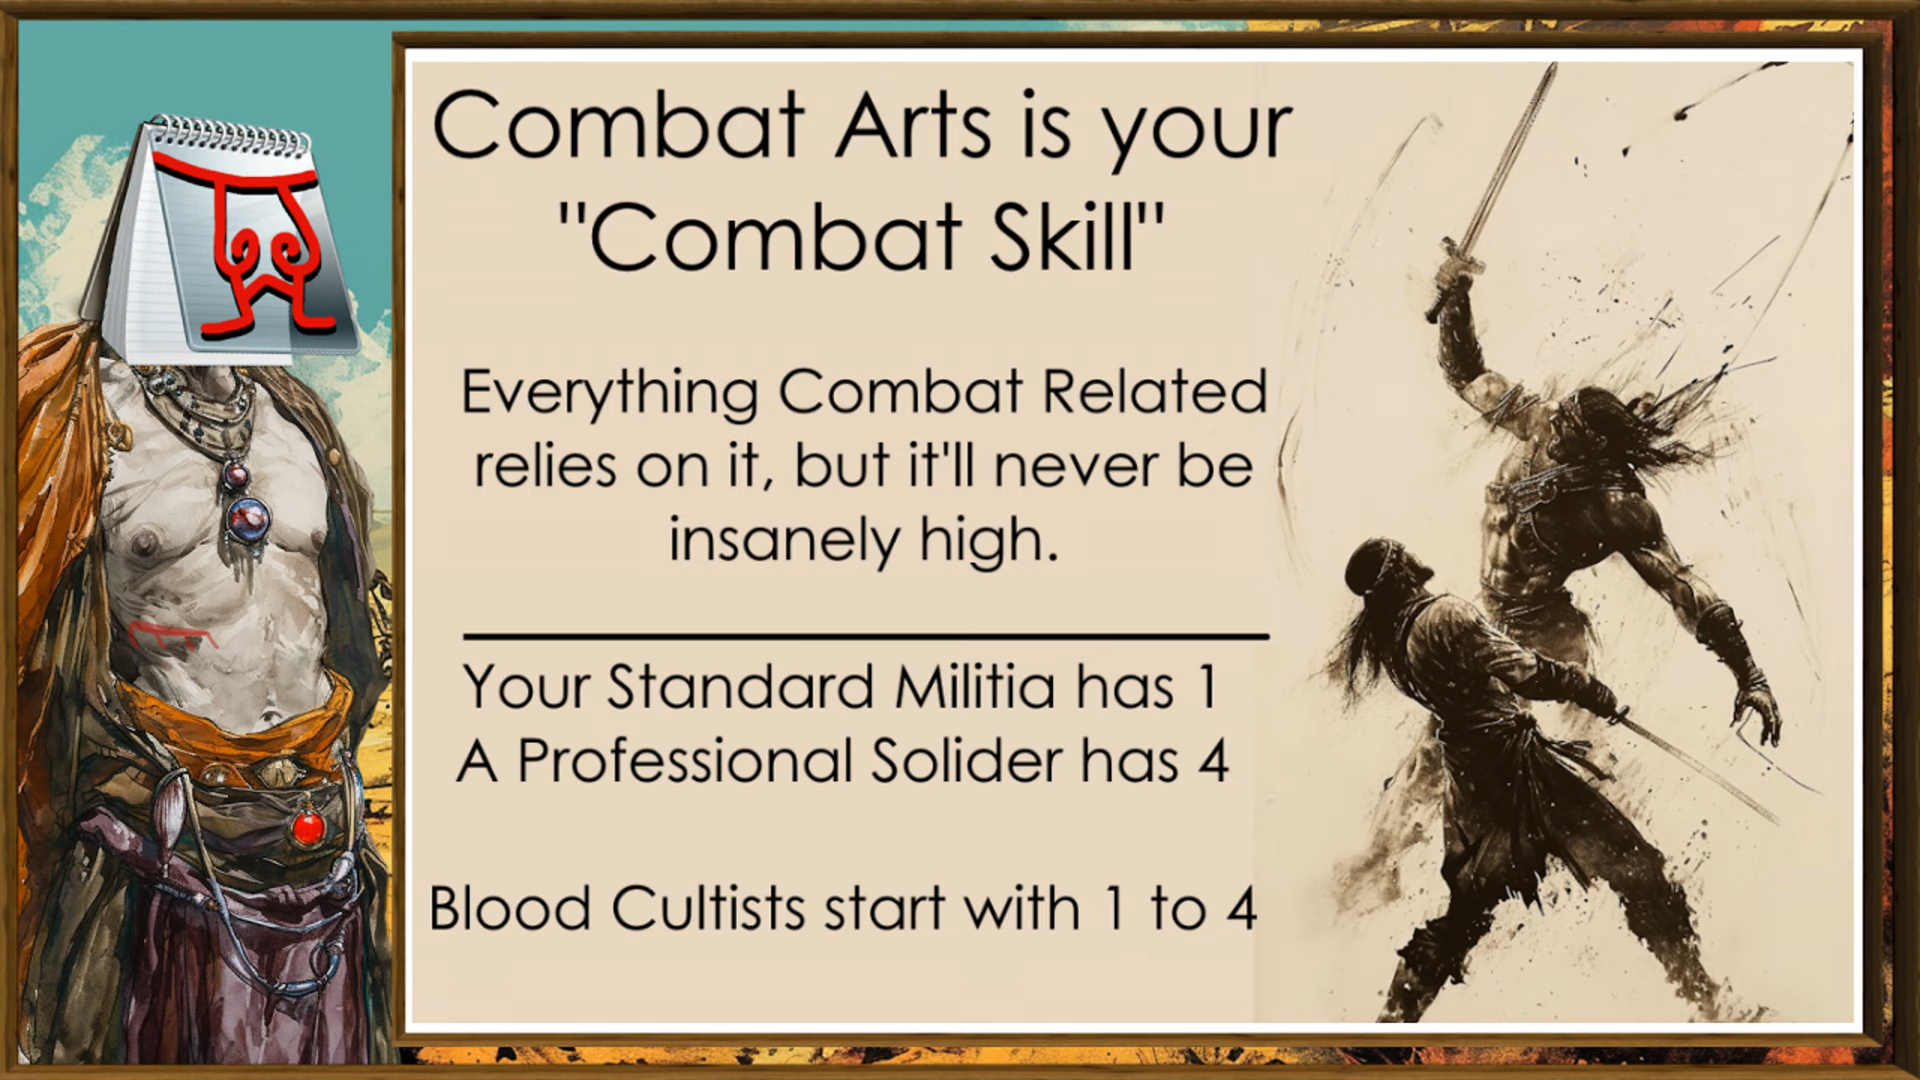 Combat Arts is your
"Combat Skill"
Everything Combat Related
relies on it, but it'll never be
insanely high.
Your Standard Militia has 1
A Professional Solider has 4
Blood Cultists start with 1 to 4